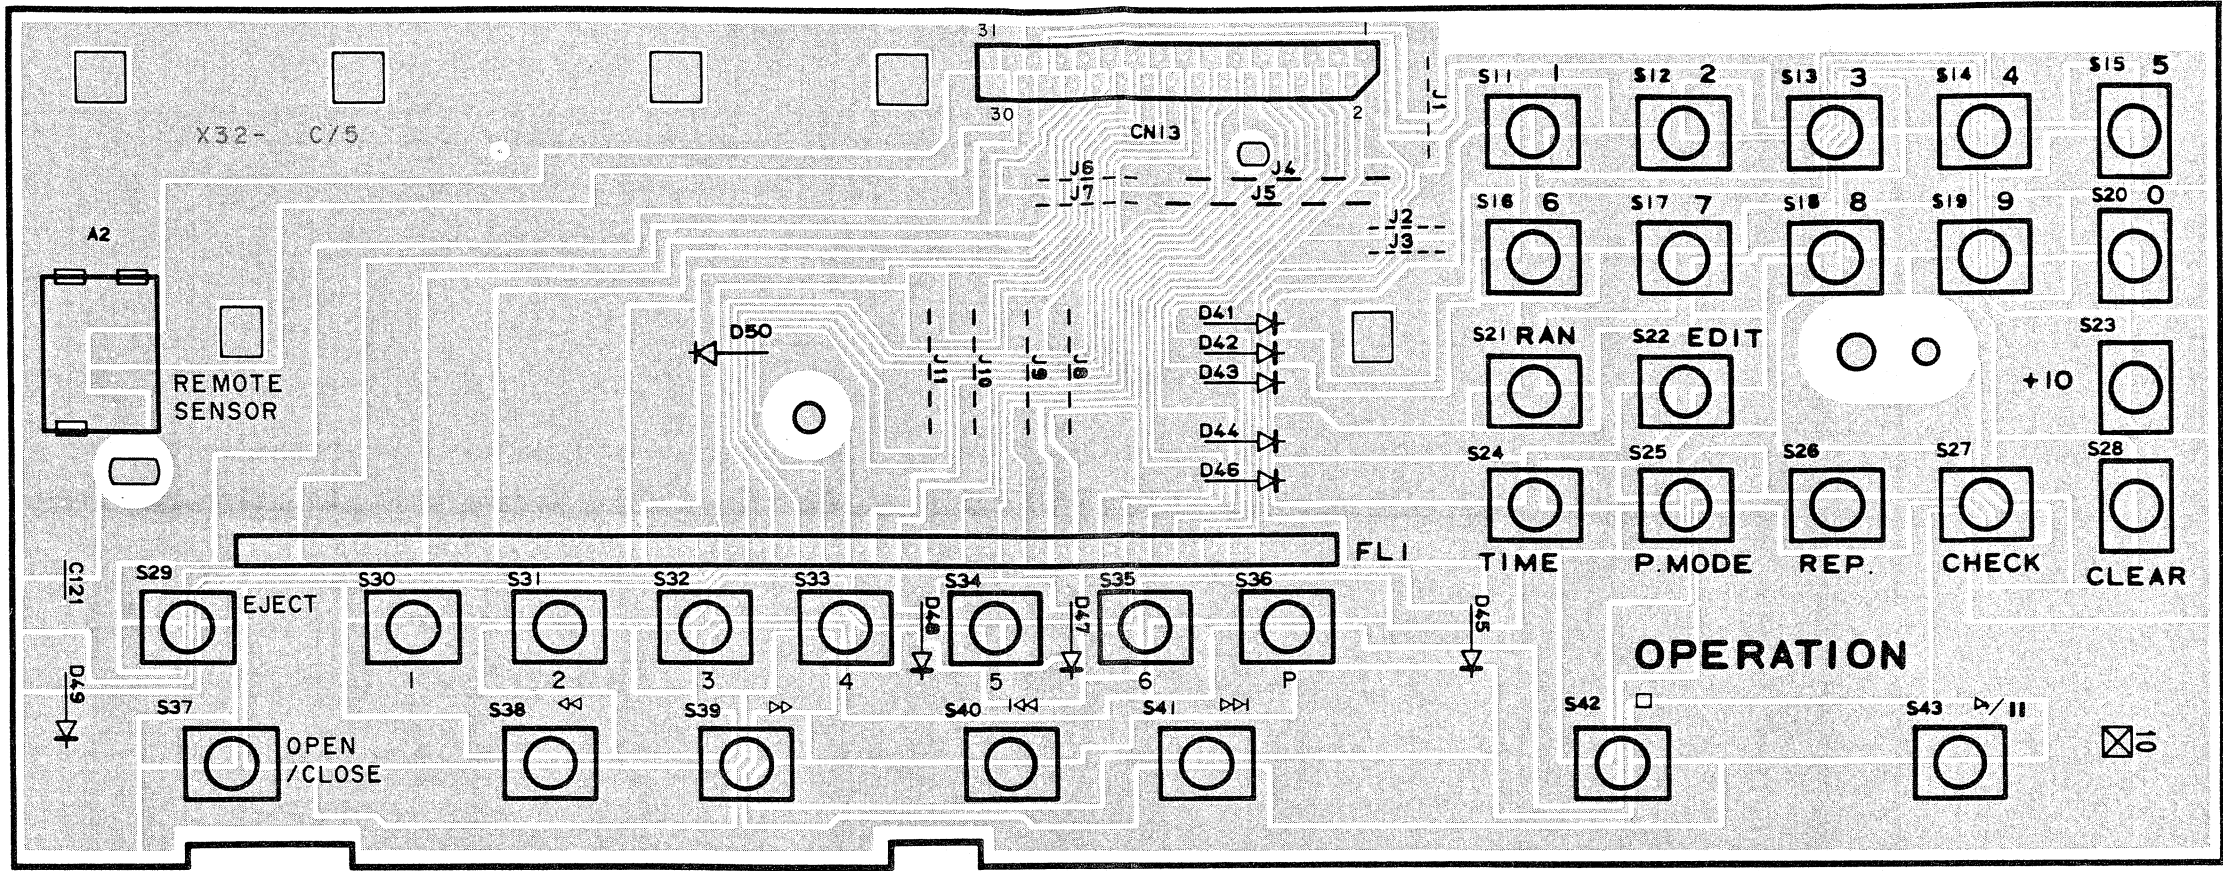 31 1
30 2
CN13
J1
X32- C/5
S11 1 S12 2 S13 3 S14 4 S15 5
J6 J4
J7 J5
J2
J3
S16 6 S17 7 S18 8 S19 9 S20 0
A2
REMOTE
SENSOR
D50
J11 J10 J9 J8
D41
D42
D43
D44
D46
S21 RAN S22 EDIT S23
+10
S24 S25 S26 S27 S28
TIME P.MODE REP. CHECK CLEAR
FL1
C121
S29 S30 S31 S32 S33 S34 S35 S36
EJECT
D48 D47 D45
1 2 3 4 5 6 P
OPERATION
D49
S37 S38 ◁◁ S39 ▷▷ S40 |◁◁ S41 ▷▷| S42 □ S43 ▷/II
OPEN
/CLOSE
10